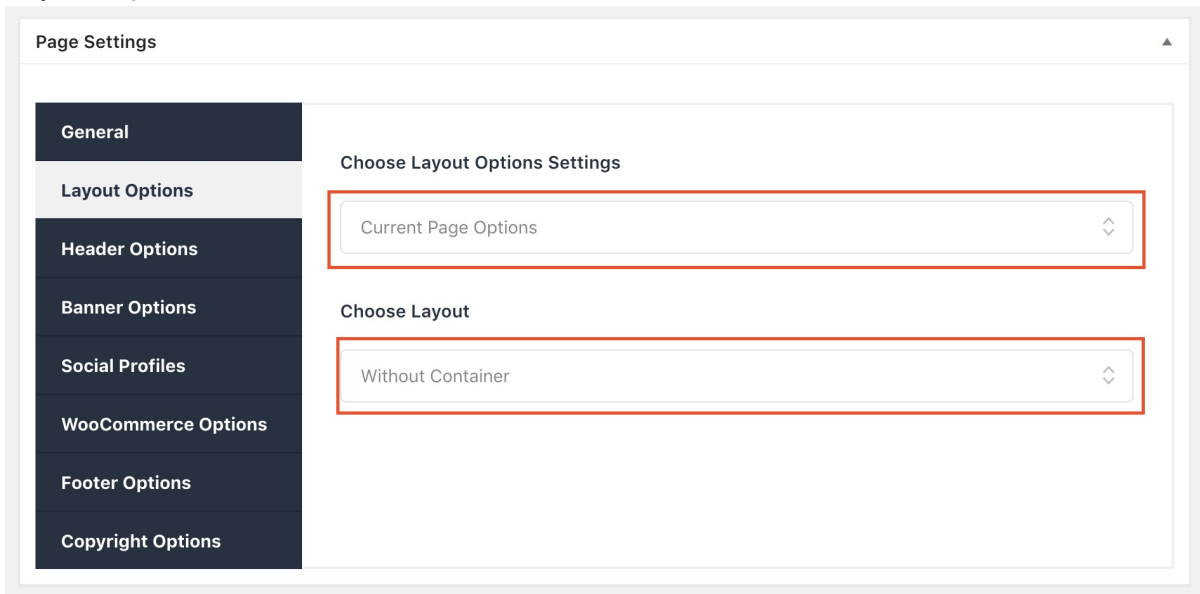 Page Settings
General
Layout Options
Header Options
Banner Options
Social Profiles
WooCommerce Options
Footer Options
Copyright Options
Choose Layout Options Settings
Current Page Options
Choose Layout
Without Container